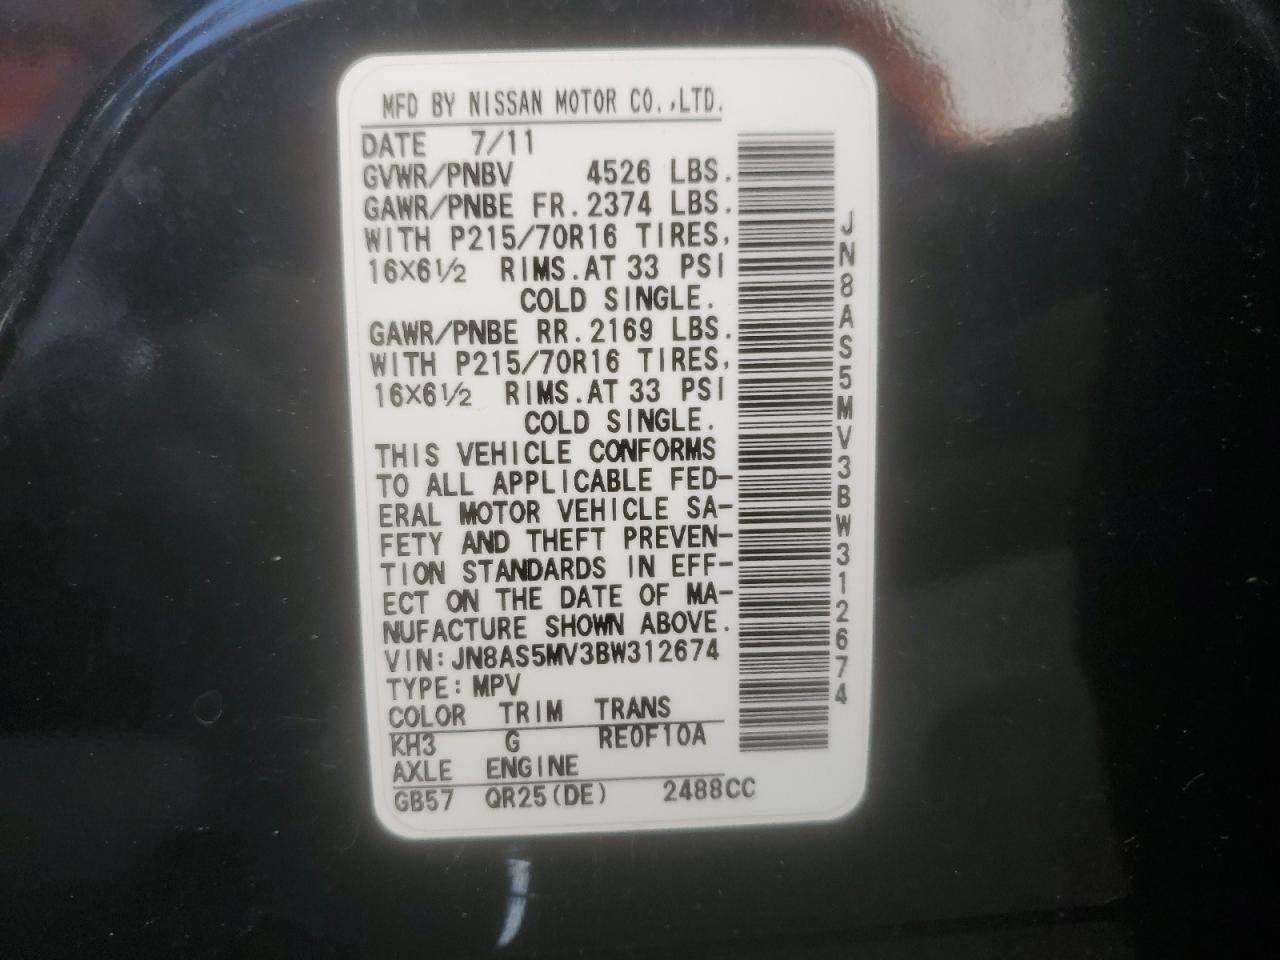 MFD BY NISSAN MOTOR CO.,LTD.
DATE 7/11
GVWR/PNBV 4526 LBS.
GAWR/PNBE FR.2374 LBS.
WITH P215/70R16 TIRES,
16×6½ RIMS.AT 33 PSI
COLD SINGLE.
GAWR/PNBE RR.2169 LBS.
WITH P215/70R16 TIRES,
16×6½ RIMS.AT 33 PSI
COLD SINGLE.
THIS VEHICLE CONFORMS
TO ALL APPLICABLE FED-
ERAL MOTOR VEHICLE SA-
FETY AND THEFT PREVEN-
TION STANDARDS IN EFF-
ECT ON THE DATE OF MA-
NUFACTURE SHOWN ABOVE.
VIN:JN8AS5MV3BW312674
TYPE:MPV
COLOR TRIM TRANS
KH3 G RE0F10A
AXLE ENGINE
GB57 QR25(DE) 2488CC
JN8AS5MV3BW312674